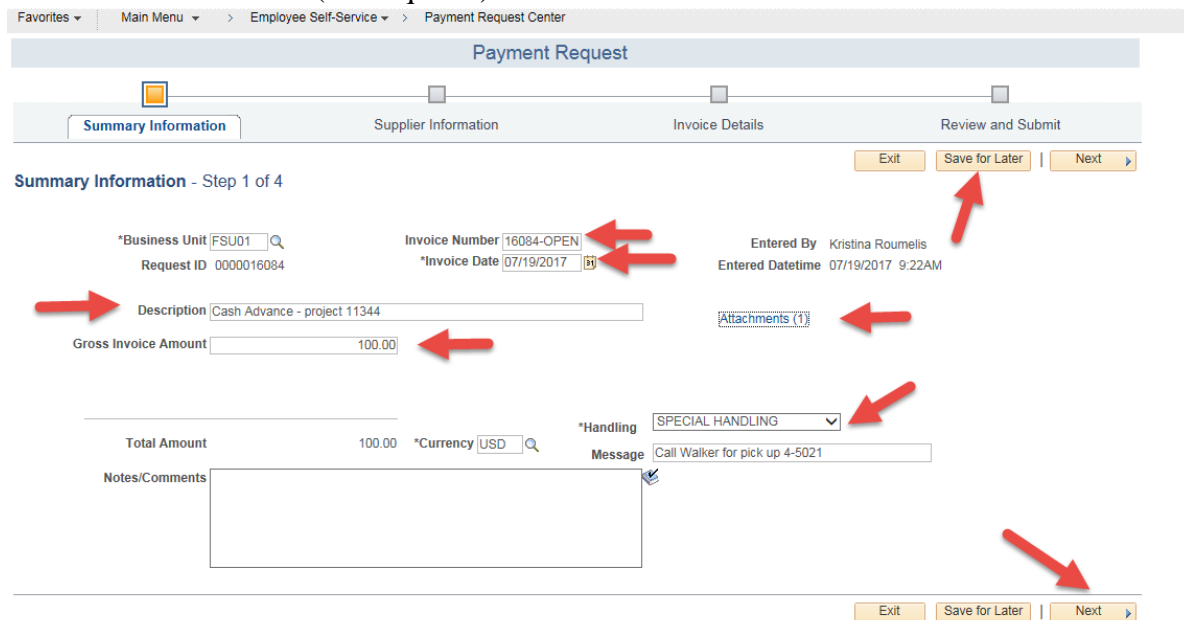 Favorites Main Menu > Employee Self-Service > Payment Request Center
Payment Request
Summary Information Supplier Information Invoice Details Review and Submit
Exit Save for Later | Next
Summary Information - Step 1 of 4
*Business Unit FSU01 Invoice Number 16084-OPEN Entered By Kristina Roumelis
Request ID 0000016084 *Invoice Date 07/19/2017 31 Entered Datetime 07/19/2017 9:22AM
Description Cash Advance - project 11344 Attachments (1)
Gross Invoice Amount 100.00
*Handling SPECIAL HANDLING
Total Amount 100.00 *Currency USD Message Call Walker for pick up 4-5021
Notes/Comments
Exit Save for Later | Next